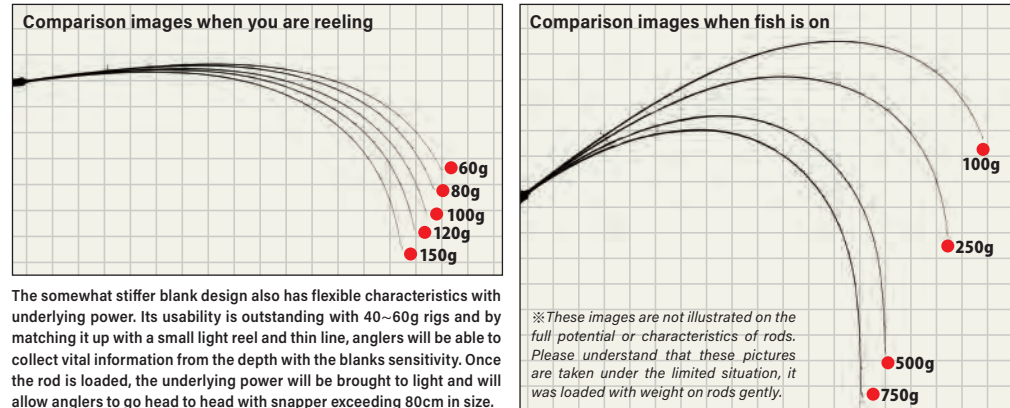 Comparison images when you are reeling
60g
80g
100g
120g
150g
The somewhat stiffer blank design also has flexible characteristics with
underlying power. Its usability is outstanding with 40~60g rigs and by
matching it up with a small light reel and thin line, anglers will be able to
collect vital information from the depth with the blanks sensitivity. Once
the rod is loaded, the underlying power will be brought to light and will
allow anglers to go head to head with snapper exceeding 80cm in size.
Comparison images when fish is on
100g
250g
500g
750g
※These images are not illustrated on the
full potential or characteristics of rods.
Please understand that these pictures
are taken under the limited situation, it
was loaded with weight on rods gently.